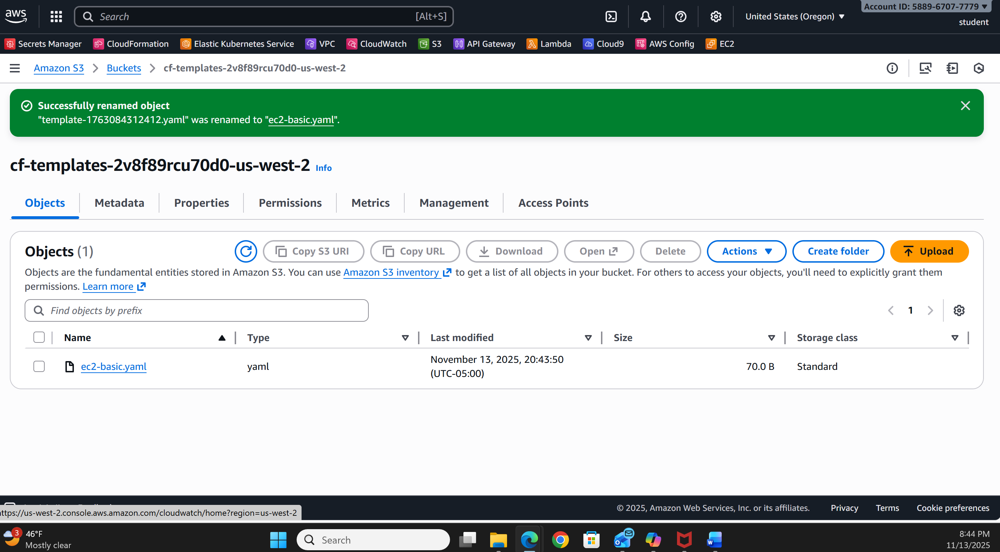 aws
Search [Alt+S]
United States (Oregon)
Account ID: 5889-6707-7779
student
Secrets Manager CloudFormation Elastic Kubernetes Service VPC CloudWatch S3 API Gateway Lambda Cloud9 AWS Config EC2
Amazon S3 > Buckets > cf-templates-2v8f89rcu70d0-us-west-2
Successfully renamed object
"template-1763084312412.yaml" was renamed to "ec2-basic.yaml".
cf-templates-2v8f89rcu70d0-us-west-2 Info
Objects Metadata Properties Permissions Metrics Management Access Points
Objects (1) Copy S3 URI Copy URL Download Open Delete Actions Create folder Upload
Objects are the fundamental entities stored in Amazon S3. You can use Amazon S3 inventory to get a list of all objects in your bucket. For others to access your objects, you'll need to explicitly grant them
permissions. Learn more
Find objects by prefix 1
Name Type Last modified Size Storage class
ec2-basic.yaml yaml November 13, 2025, 20:43:50 70.0 B Standard
(UTC-05:00)
© 2025, Amazon Web Services, Inc. or its affiliates. Privacy Terms Cookie preferences
ttps://us-west-2.console.aws.amazon.com/cloudwatch/home?region=us-west-2
3 46°F
Mostly clear
Search
8:44 PM
11/13/2025